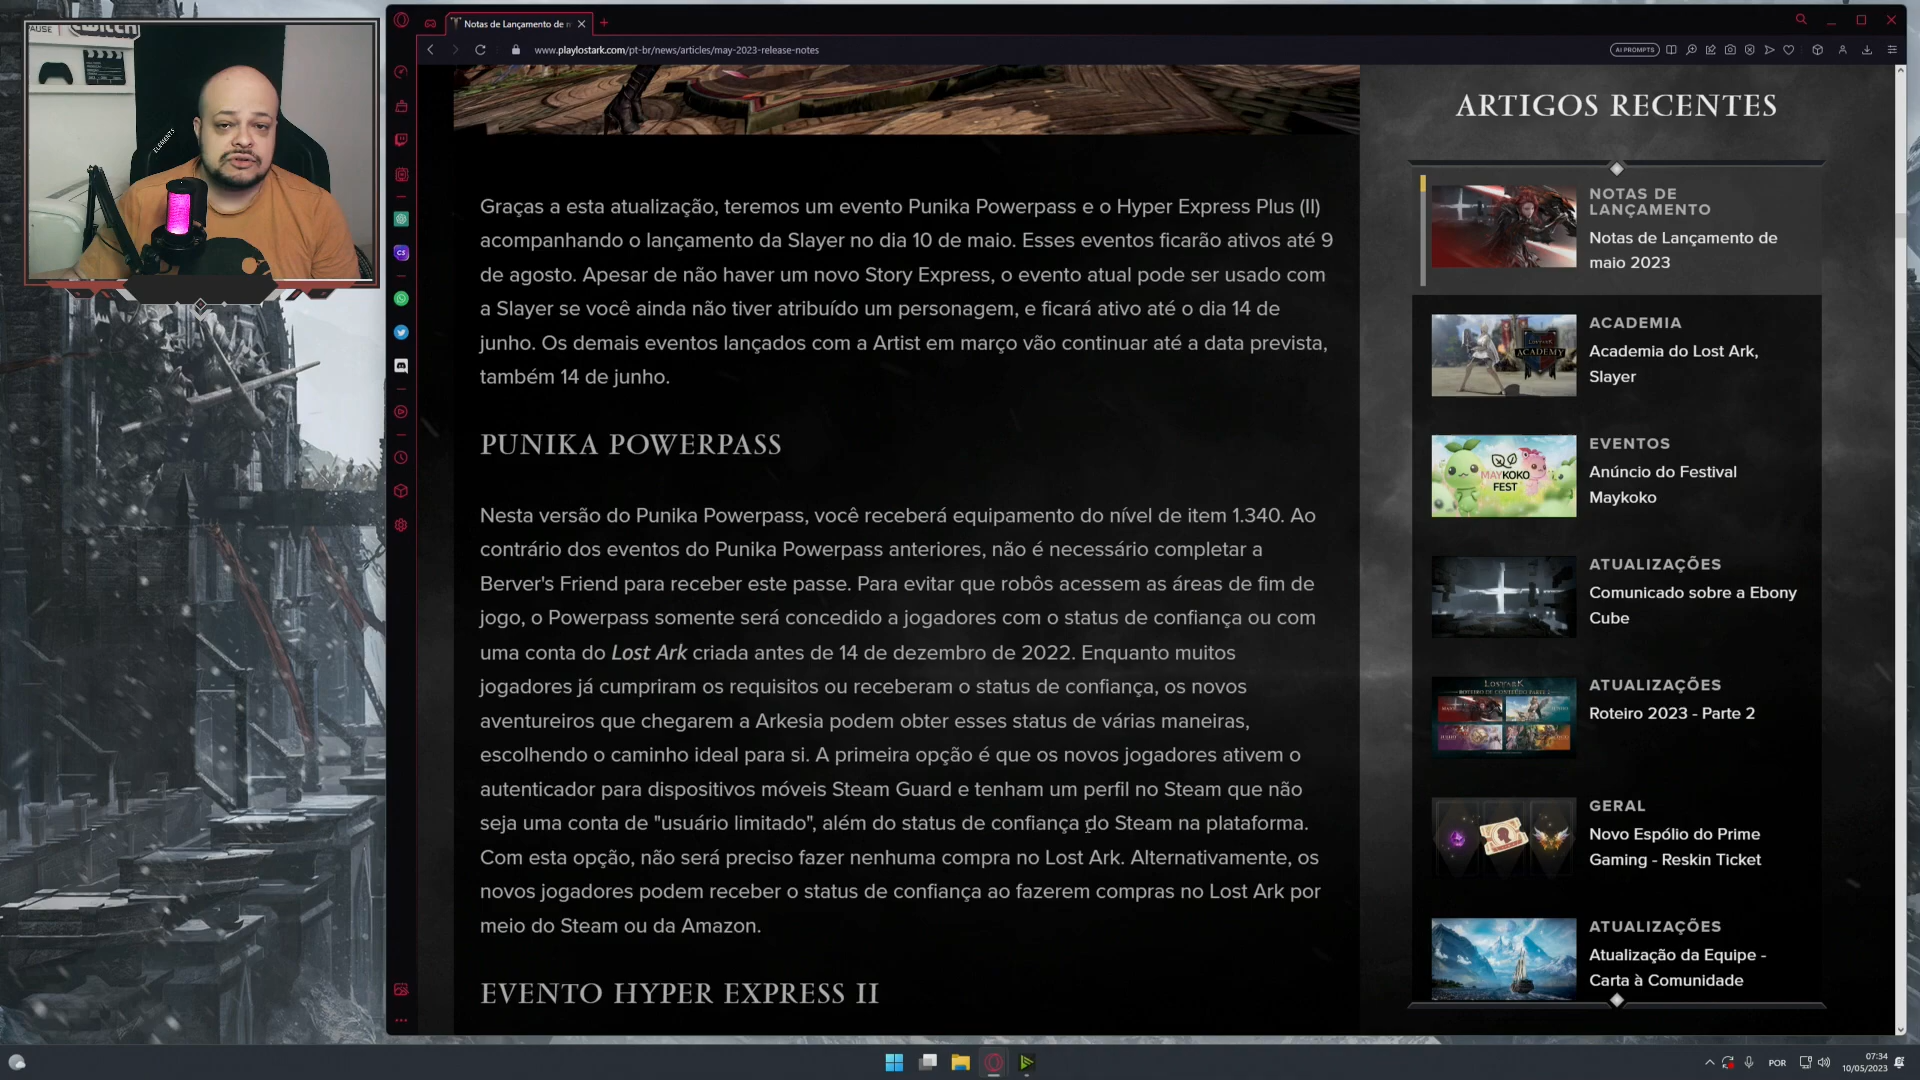 PAUSE
twitch
ELEMENTS
Notas de Lançamento de m
www.playlostark.com/pt-br/news/articles/may-2023-release-notes
AI PROMPTS
CS
Graças a esta atualização, teremos um evento Punika Powerpass e o Hyper Express Plus (II)
acompanhando o lançamento da Slayer no dia 10 de maio. Esses eventos ficarão ativos até 9
de agosto. Apesar de não haver um novo Story Express, o evento atual pode ser usado com
a Slayer se você ainda não tiver atribuído um personagem, e ficará ativo até o dia 14 de
junho. Os demais eventos lançados com a Artist em março vão continuar até a data prevista,
também 14 de junho.
PUNIKA POWERPASS
Nesta versão do Punika Powerpass, você receberá equipamento do nível de item 1.340. Ao
contrário dos eventos do Punika Powerpass anteriores, não é necessário completar a
Berver's Friend para receber este passe. Para evitar que robôs acessem as áreas de fim de
jogo, o Powerpass somente será concedido a jogadores com o status de confiança ou com
uma conta do Lost Ark criada antes de 14 de dezembro de 2022. Enquanto muitos
jogadores já cumpriram os requisitos ou receberam o status de confiança, os novos
aventureiros que chegarem a Arkesia podem obter esses status de várias maneiras,
escolhendo o caminho ideal para si. A primeira opção é que os novos jogadores ativem o
autenticador para dispositivos móveis Steam Guard e tenham um perfil no Steam que não
seja uma conta de "usuário limitado", além do status de confiança do Steam na plataforma.
Com esta opção, não será preciso fazer nenhuma compra no Lost Ark. Alternativamente, os
novos jogadores podem receber o status de confiança ao fazerem compras no Lost Ark por
meio do Steam ou da Amazon.
EVENTO HYPER EXPRESS II
ARTIGOS RECENTES
NOTAS DE
LANÇAMENTO
Notas de Lançamento de
maio 2023
ACADEMY
ACADEMIA
Academia do Lost Ark,
Slayer
MAYKOKO
FEST
EVENTOS
Anúncio do Festival
Maykoko
ATUALIZAÇÕES
Comunicado sobre a Ebony
Cube
LOST ARK
ROTEIRO DE CONTEÚDO PARTE 2
ATUALIZAÇÕES
Roteiro 2023 - Parte 2
GERAL
Novo Espólio do Prime
Gaming - Reskin Ticket
ATUALIZAÇÕES
Atualização da Equipe -
Carta à Comunidade
POR
07:34
10/05/2023